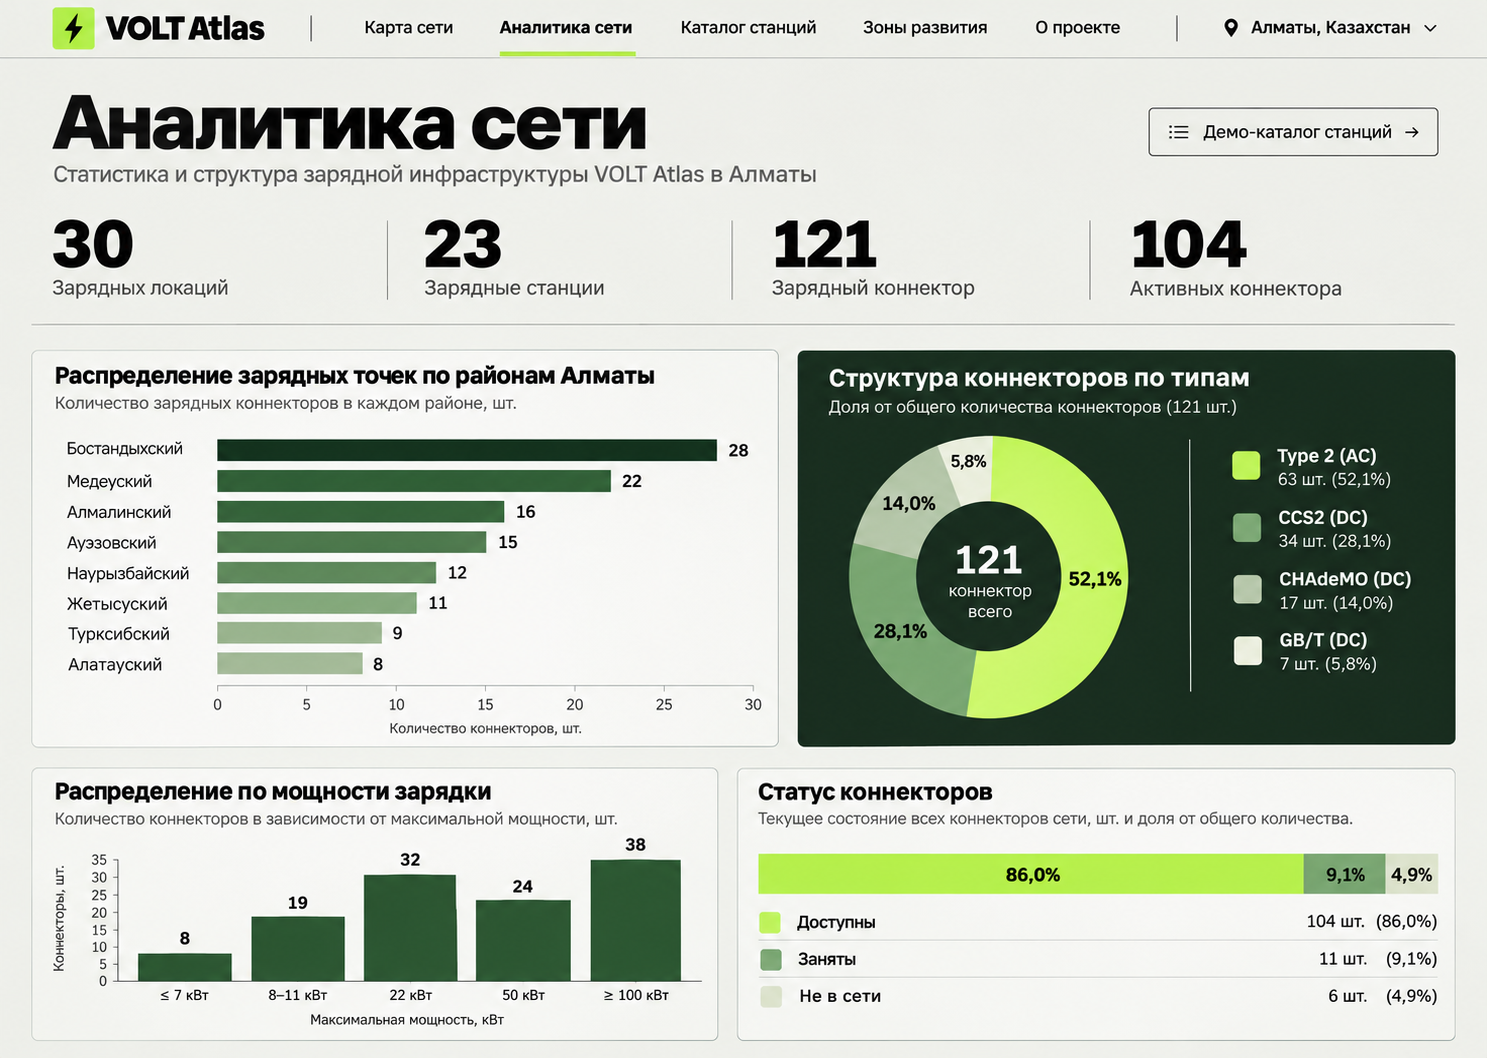 VOLT Atlas
Карта сети
Аналитика сети
Каталог станций
Зоны развития
О проекте
Алматы, Казахстан
Аналитика сети
Демо-каталог станций →
Статистика и структура зарядной инфраструктуры VOLT Atlas в Алматы
30
Зарядных локаций
23
Зарядные станции
121
Зарядный коннектор
104
Активных коннектора
Распределение зарядных точек по районам Алматы
Количество зарядных коннекторов в каждом районе, шт.
Бостандыхский 28
Медеуский 22
Алмалинский 16
Ауэзовский 15
Наурызбайский 12
Жетысуский 11
Турксибский 9
Алатауский 8
0 5 10 15 20 25 30
Количество коннекторов, шт.
Структура коннекторов по типам
Доля от общего количества коннекторов (121 шт.)
5,8%
14,0%
52,1%
28,1%
121
коннектор
всего
Type 2 (AC)
63 шт. (52,1%)
CCS2 (DC)
34 шт. (28,1%)
CHAdeMO (DC)
17 шт. (14,0%)
GB/T (DC)
7 шт. (5,8%)
Распределение по мощности зарядки
Количество коннекторов в зависимости от максимальной мощности, шт.
Коннекторы, шт.
35
30
25
20
15
10
5
0
8
19
32
24
38
≤ 7 кВт
8–11 кВт
22 кВт
50 кВт
≥ 100 кВт
Максимальная мощность, кВт
Статус коннекторов
Текущее состояние всех коннекторов сети, шт. и доля от общего количества.
86,0% 9,1% 4,9%
Доступны 104 шт. (86,0%)
Заняты 11 шт. (9,1%)
Не в сети 6 шт. (4,9%)